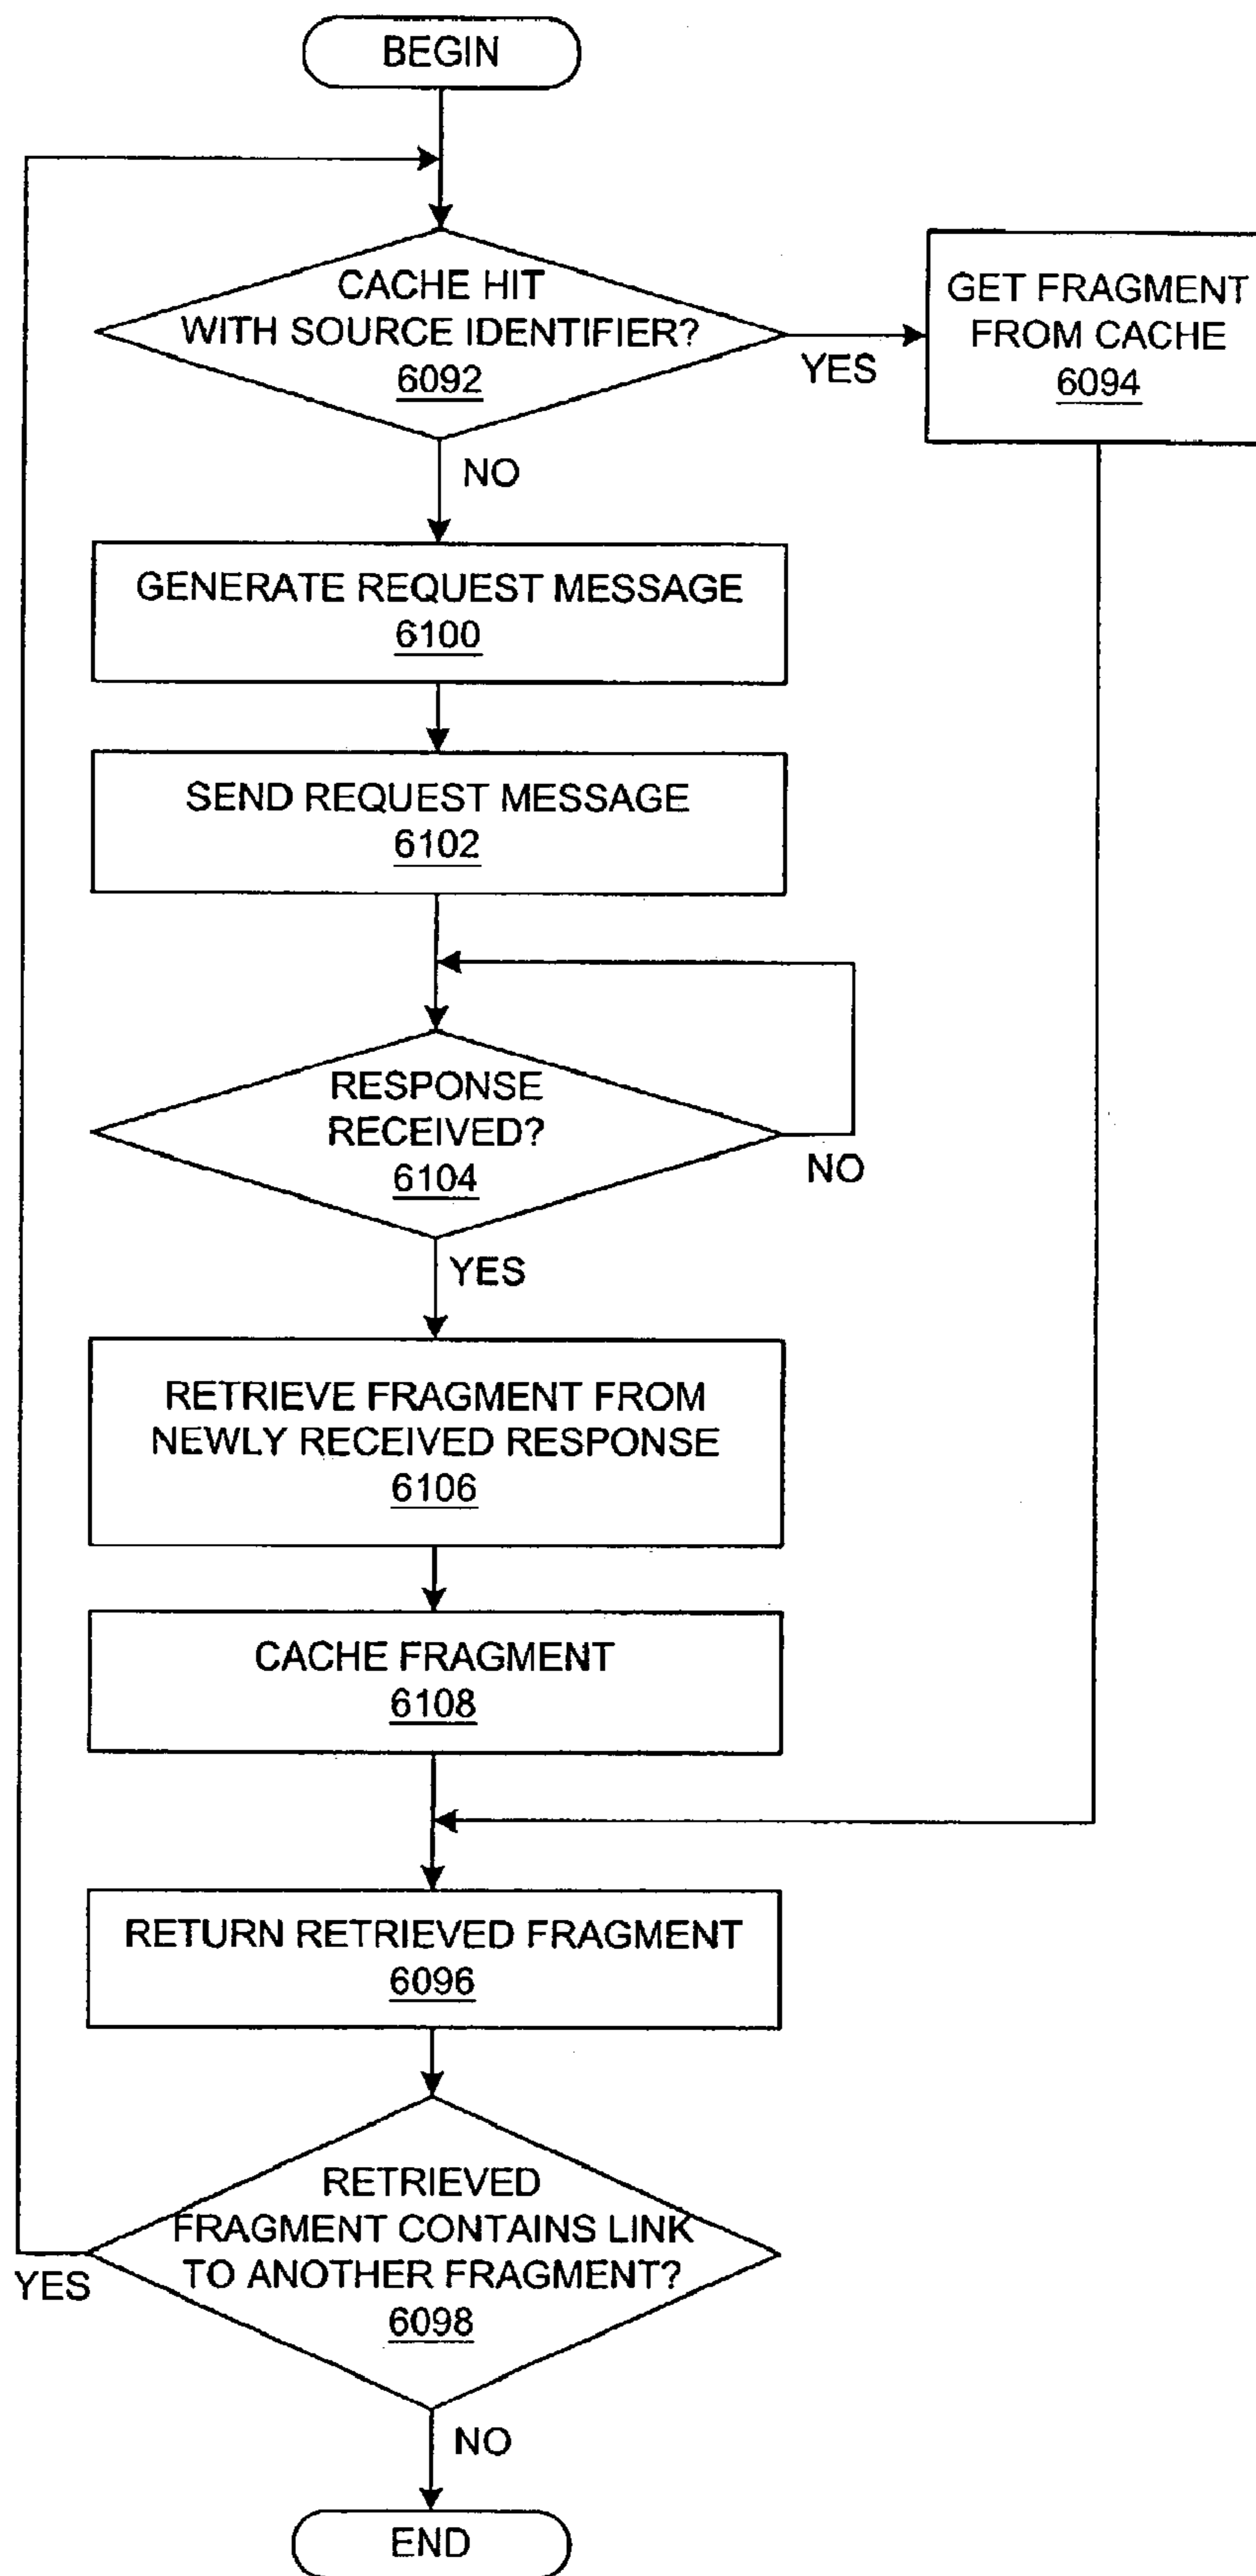 BEGIN
CACHE HIT
WITH SOURCE IDENTIFIER?
6092
YES
GET FRAGMENT
FROM CACHE
6094
NO
GENERATE REQUEST MESSAGE
6100
SEND REQUEST MESSAGE
6102
RESPONSE
RECEIVED?
6104
NO
YES
RETRIEVE FRAGMENT FROM
NEWLY RECEIVED RESPONSE
6106
CACHE FRAGMENT
6108
RETURN RETRIEVED FRAGMENT
6096
RETRIEVED
FRAGMENT CONTAINS LINK
TO ANOTHER FRAGMENT?
6098
YES
NO
END